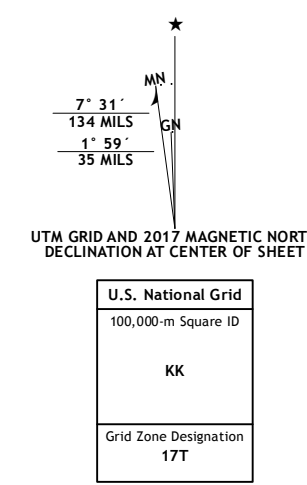 ★
MN
7° 31´
134 MILS
GN
1° 59´
35 MILS
UTM GRID AND 2017 MAGNETIC NORT
DECLINATION AT CENTER OF SHEET
U.S. National Grid
100,000-m Square ID
KK
Grid Zone Designation
17T